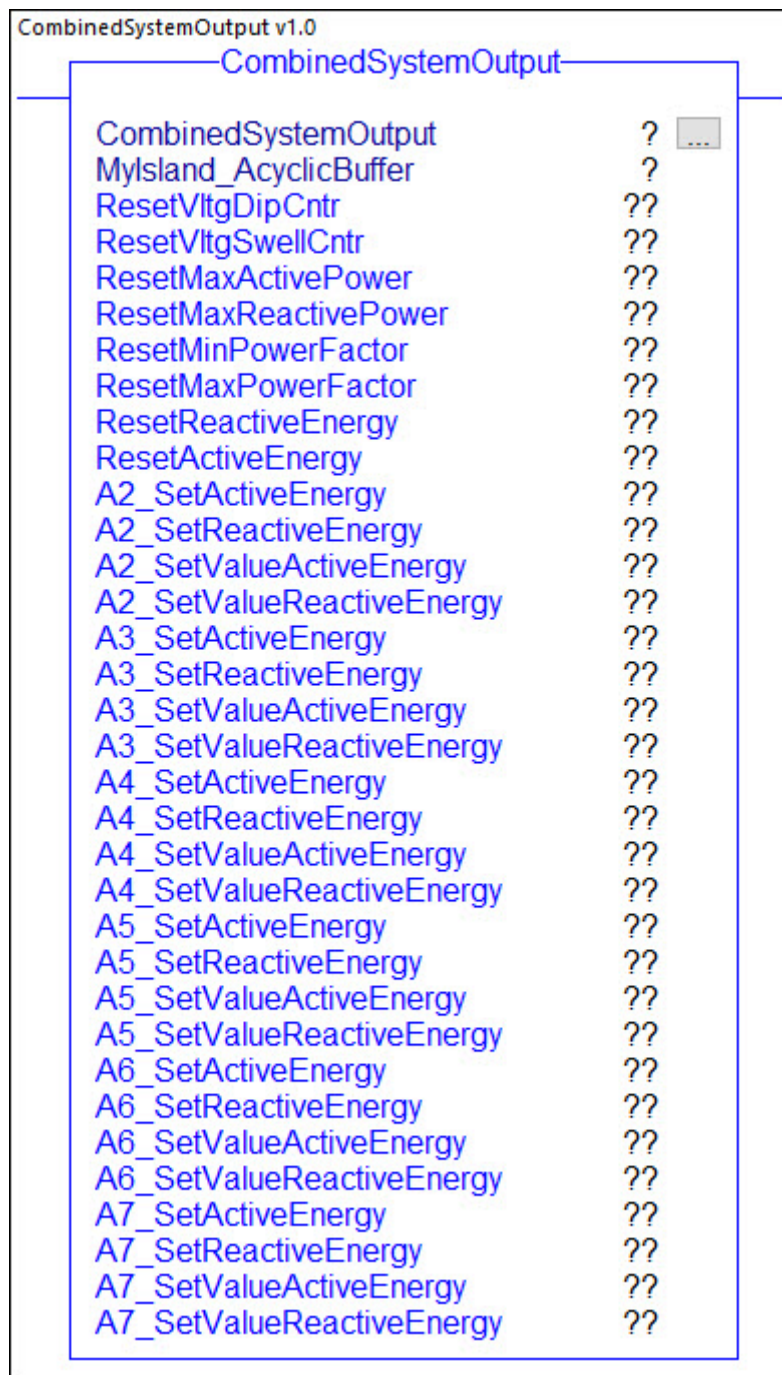 CombinedSystemOutput v1.0
CombinedSystemOutput
CombinedSystemOutput ? ...
MyIsland_AcyclicBuffer ?
ResetVltgDipCntr ??
ResetVltgSwellCntr ??
ResetMaxActivePower ??
ResetMaxReactivePower ??
ResetMinPowerFactor ??
ResetMaxPowerFactor ??
ResetReactiveEnergy ??
ResetActiveEnergy ??
A2_SetActiveEnergy ??
A2_SetReactiveEnergy ??
A2_SetValueActiveEnergy ??
A2_SetValueReactiveEnergy ??
A3_SetActiveEnergy ??
A3_SetReactiveEnergy ??
A3_SetValueActiveEnergy ??
A3_SetValueReactiveEnergy ??
A4_SetActiveEnergy ??
A4_SetReactiveEnergy ??
A4_SetValueActiveEnergy ??
A4_SetValueReactiveEnergy ??
A5_SetActiveEnergy ??
A5_SetReactiveEnergy ??
A5_SetValueActiveEnergy ??
A5_SetValueReactiveEnergy ??
A6_SetActiveEnergy ??
A6_SetReactiveEnergy ??
A6_SetValueActiveEnergy ??
A6_SetValueReactiveEnergy ??
A7_SetActiveEnergy ??
A7_SetReactiveEnergy ??
A7_SetValueActiveEnergy ??
A7_SetValueReactiveEnergy ??